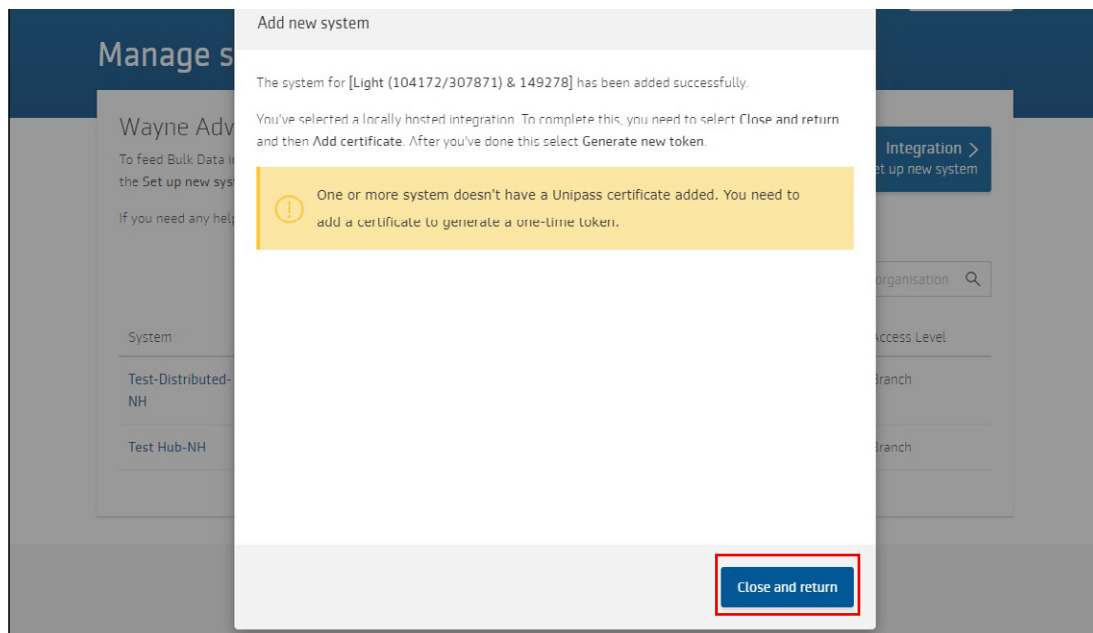 Add new system
Manage s
The system for [Light (104172/307871) & 149278] has been added successfully.
You've selected a locally hosted integration. To complete this, you need to select Close and return
and then Add certificate. After you've done this select Generate new token.
One or more system doesn't have a Unipass certificate added. You need to
add a certificate to generate a one-time token.
Wayne Adv
To feed Bulk Data i
the Set up new sys
If you need any help
Integration >
et up new system
organisation
System
Access Level
Test-Distributed-
NH
Branch
Test Hub-NH
Branch
Close and return